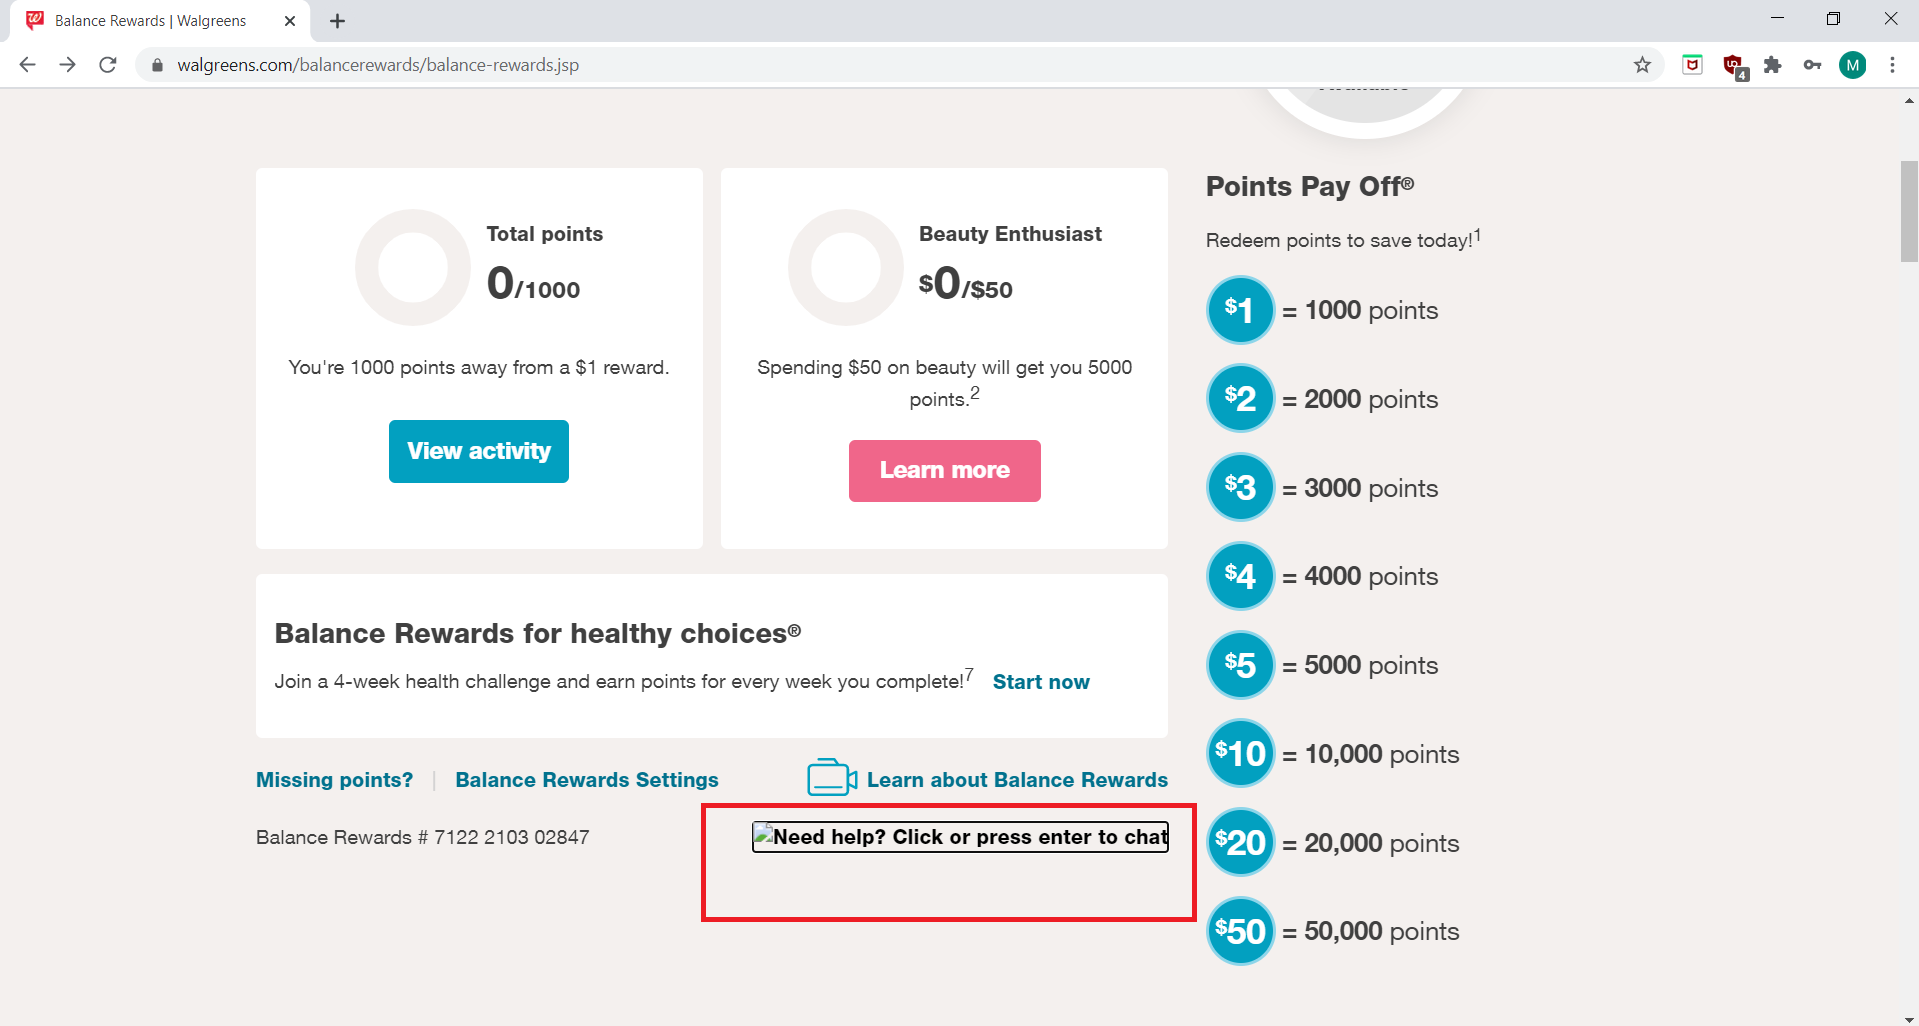 Balance Rewards | Walgreens
walgreens.com/balancerewards/balance-rewards.jsp
4
M
Total points
0/1000
You're 1000 points away from a $1 reward.
View activity
Beauty Enthusiast
$0/$50
Spending $50 on beauty will get you 5000
points.2
Learn more
Balance Rewards for healthy choices®
Join a 4-week health challenge and earn points for every week you complete!7 Start now
Missing points? | Balance Rewards Settings
Learn about Balance Rewards
Balance Rewards # 7122 2103 02847
Need help? Click or press enter to chat
Points Pay Off®
Redeem points to save today!1
$1 = 1000 points
$2 = 2000 points
$3 = 3000 points
$4 = 4000 points
$5 = 5000 points
$10 = 10,000 points
$20 = 20,000 points
$50 = 50,000 points